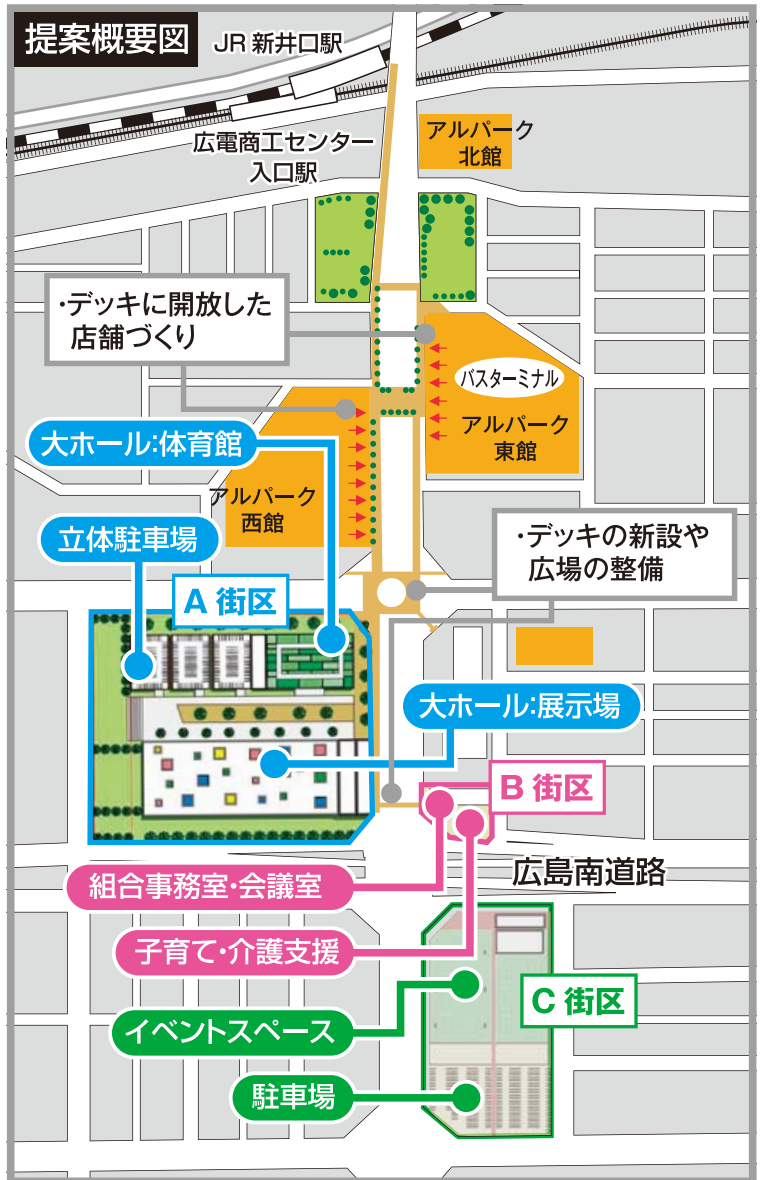 提案概要図
JR 新井口駅
広電商工センター
入口駅
アルパーク
北館
・デッキに開放した
店舗づくり
バスターミナル
アルパーク
東館
大ホール:体育館
アルパーク
西館
立体駐車場
・デッキの新設や
広場の整備
A 街区
大ホール:展示場
B 街区
広島南道路
組合事務室・会議室
子育て・介護支援
C 街区
イベントスペース
駐車場